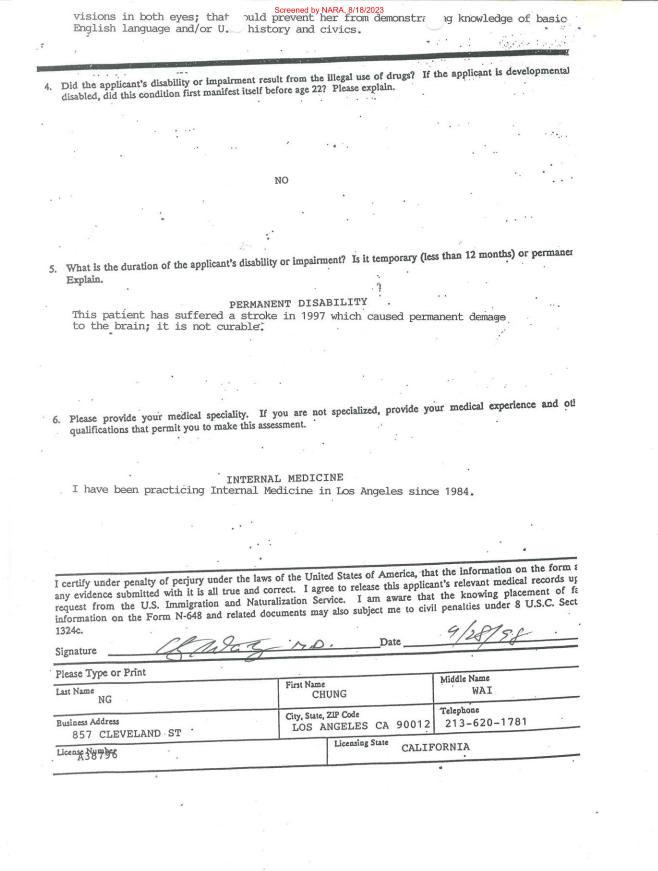 Screened by NARA, 8/18/2023
visions in both eyes; that ould prevent her from demonstra g knowledge of basic
English language and/or U. history and civics.
4. Did the applicant's disability or impairment result from the illegal use of drugs? If the applicant is developmental
disabled, did this condition first manifest itself before age 22? Please explain.
NO
5. What is the duration of the applicant's disability or impairment? Is it temporary (less than 12 months) or permaner
Explain.
?
PERMANENT DISABILITY
This patient has suffered a stroke in 1997 which caused permanent demage
to the brain; it is not curable;
6. Please provide your medical speciality. If you are not specialized, provide your medical experience and otl
qualifications that permit you to make this assessment.
INTERNAL MEDICINE
I have been practicing Internal Medicine in Los Angeles since 1984.
I certify under penalty of perjury under the laws of the United States of America, that the information on the form a
any evidence submitted with it is all true and correct. I agree to release this applicant's relevant medical records up
request from the U.S. Immigration and Naturalization Service. I am aware that the knowing placement of fa
information on the Form N-648 and related documents may also subject me to civil penalties under 8 U.S.C. Sect
1324c.
Signature M.D. Date 9/28/98
Please Type or Print
Last Name First Name Middle Name
NG CHUNG WAI
Business Address City, State, ZIP Code Telephone
857 CLEVELAND ST LOS ANGELES CA 90012 213-620-1781
License Number Licensing State CALIFORNIA
A38796